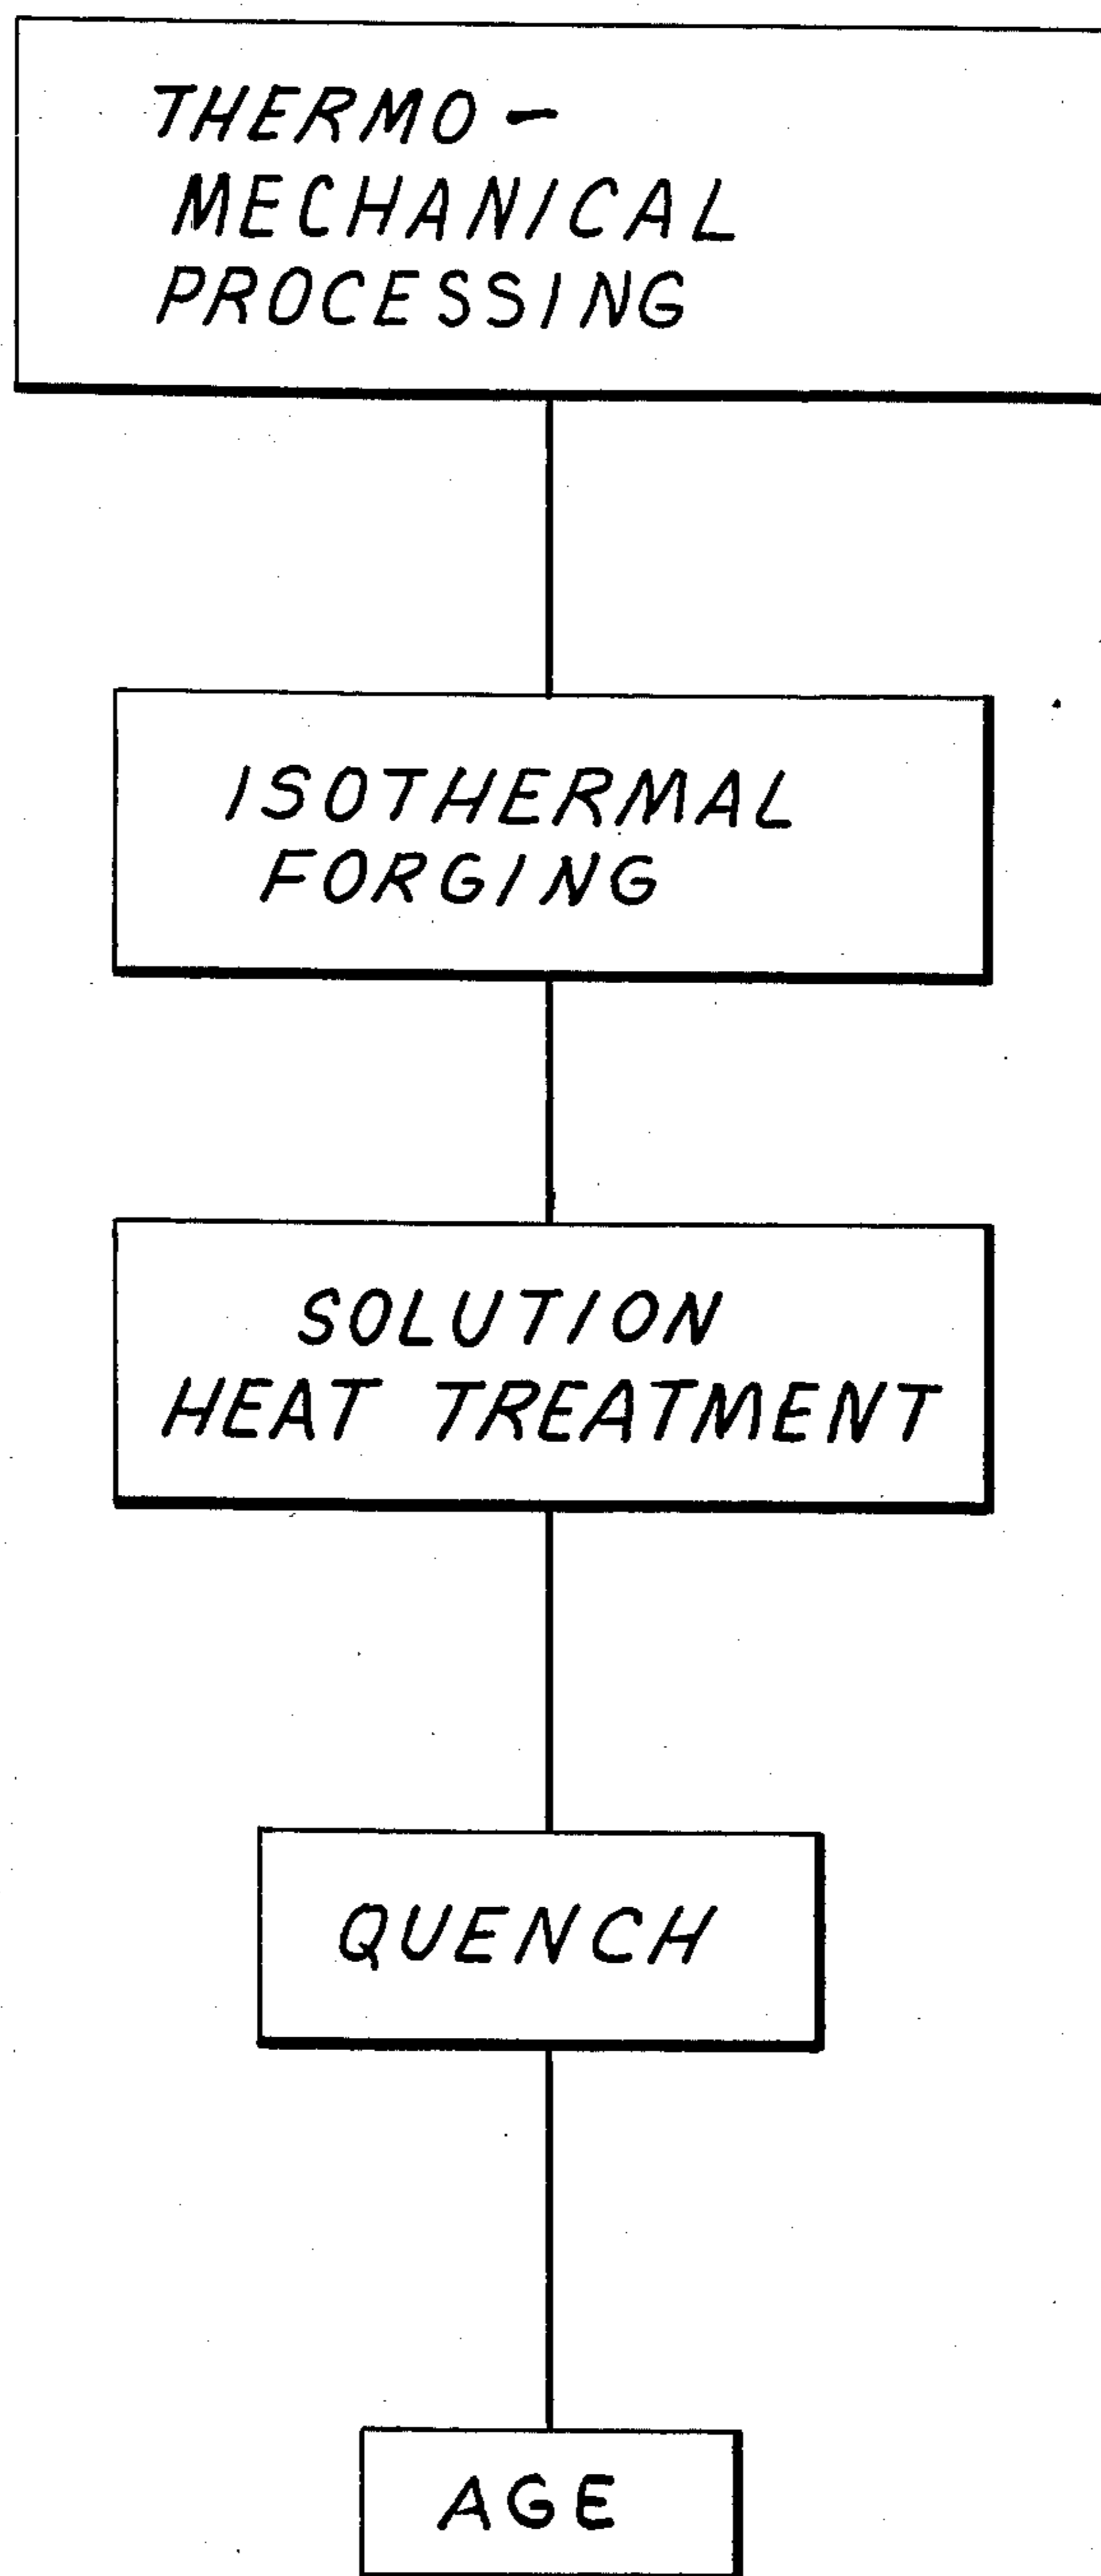 THERMO-
MECHANICAL
PROCESSING
ISOTHERMAL
FORGING
SOLUTION
HEAT TREATMENT
QUENCH
AGE